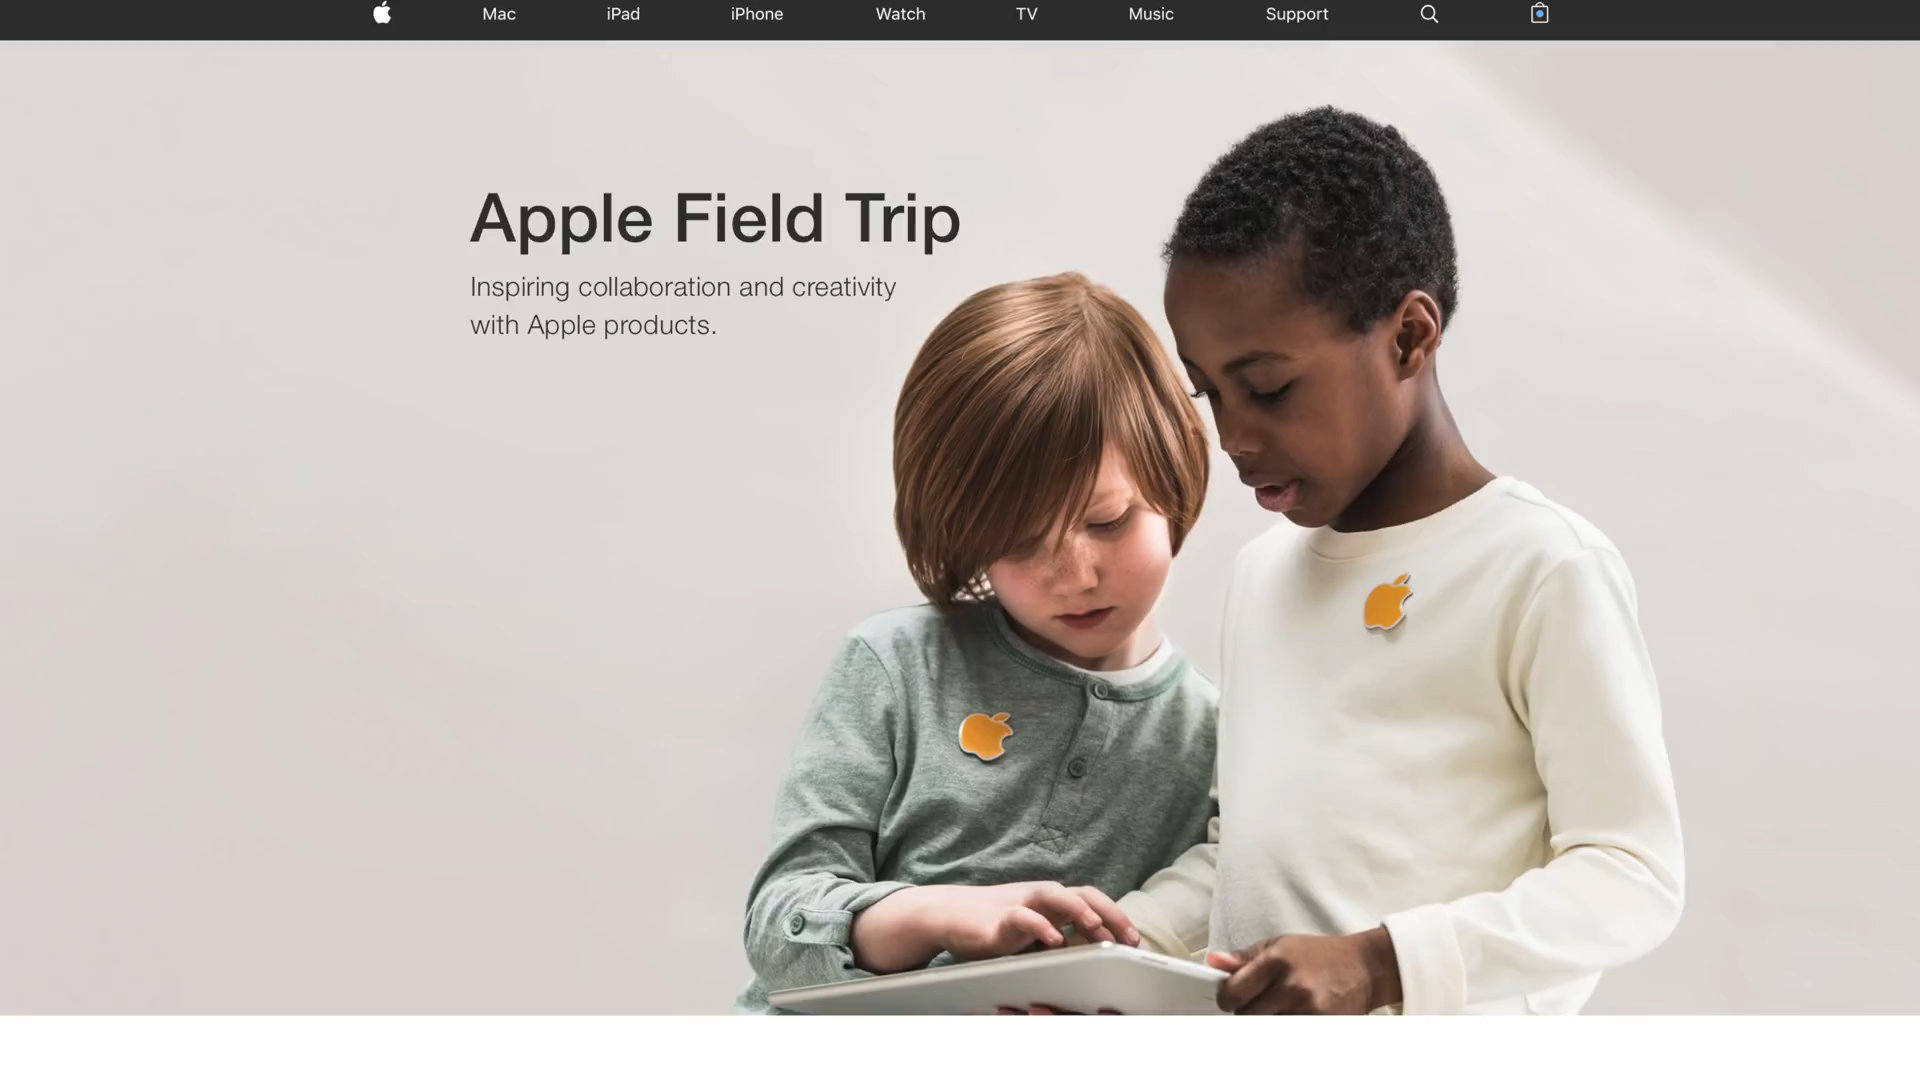 Mac iPad iPhone Watch TV Music Support
Apple Field Trip
Inspiring collaboration and creativity
with Apple products.